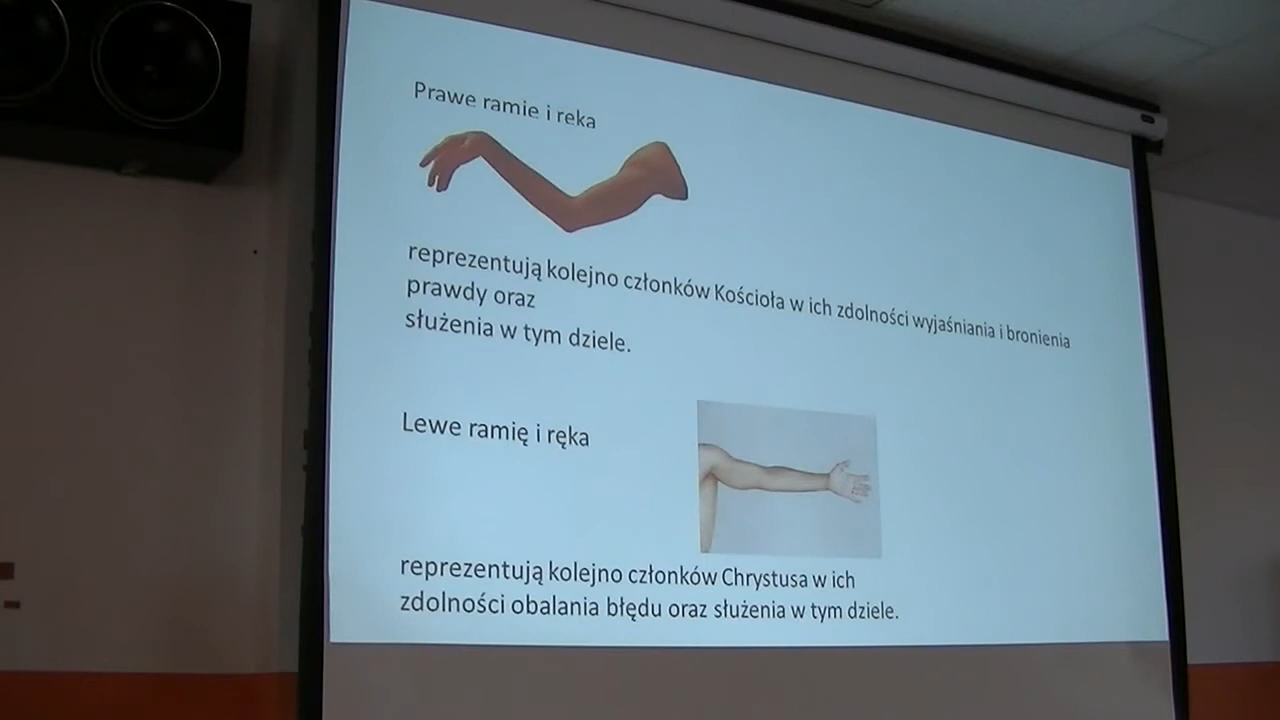 Prawe ramie i reka
reprezentują kolejno członków Kościoła w ich zdolności wyjaśniania i bronienia
prawdy oraz
służenia w tym dziele.
Lewe ramię i ręka
reprezentują kolejno członków Chrystusa w ich
zdolności obalania błędu oraz służenia w tym dziele.